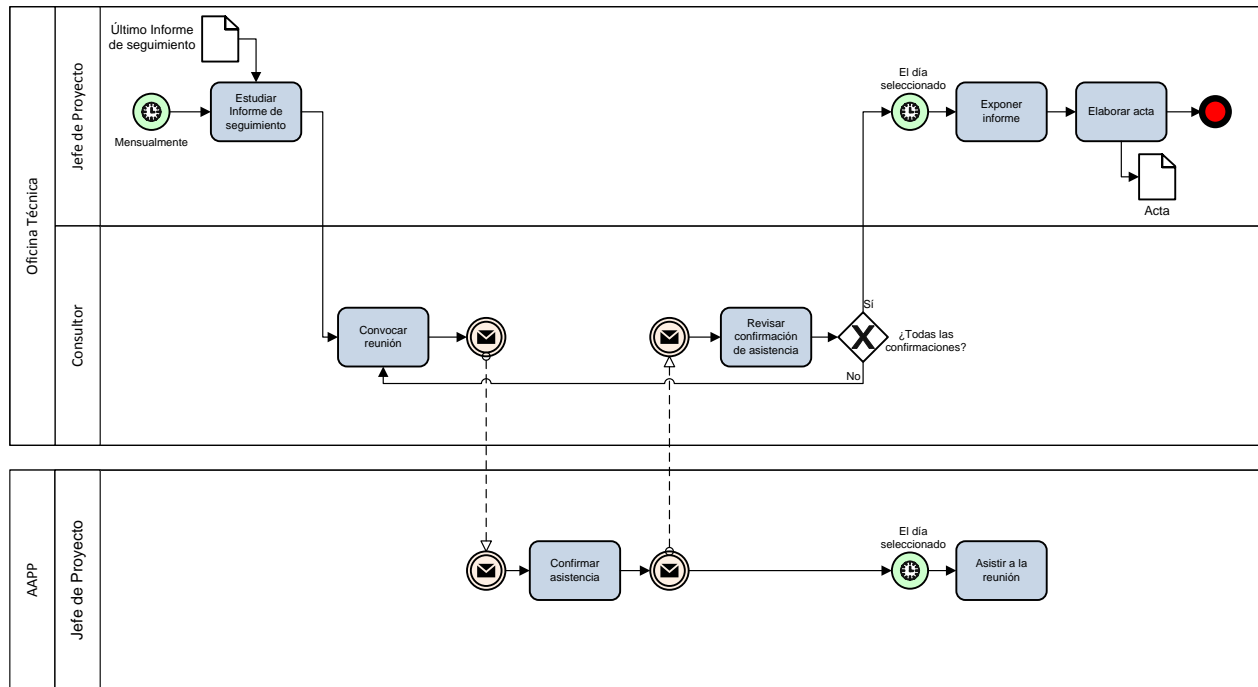 Oficina Técnica
Jefe de Proyecto
Último Informe
de seguimiento
Mensualmente
Estudiar
Informe de
seguimiento
El día
seleccionado
Exponer
informe
Elaborar acta
Acta
Consultor
Convocar
reunión
Revisar
confirmación
de asistencia
Sí
¿Todas las
confirmaciones?
No
AAPP
Jefe de Proyecto
Confirmar
asistencia
El día
seleccionado
Asistir a la
reunión